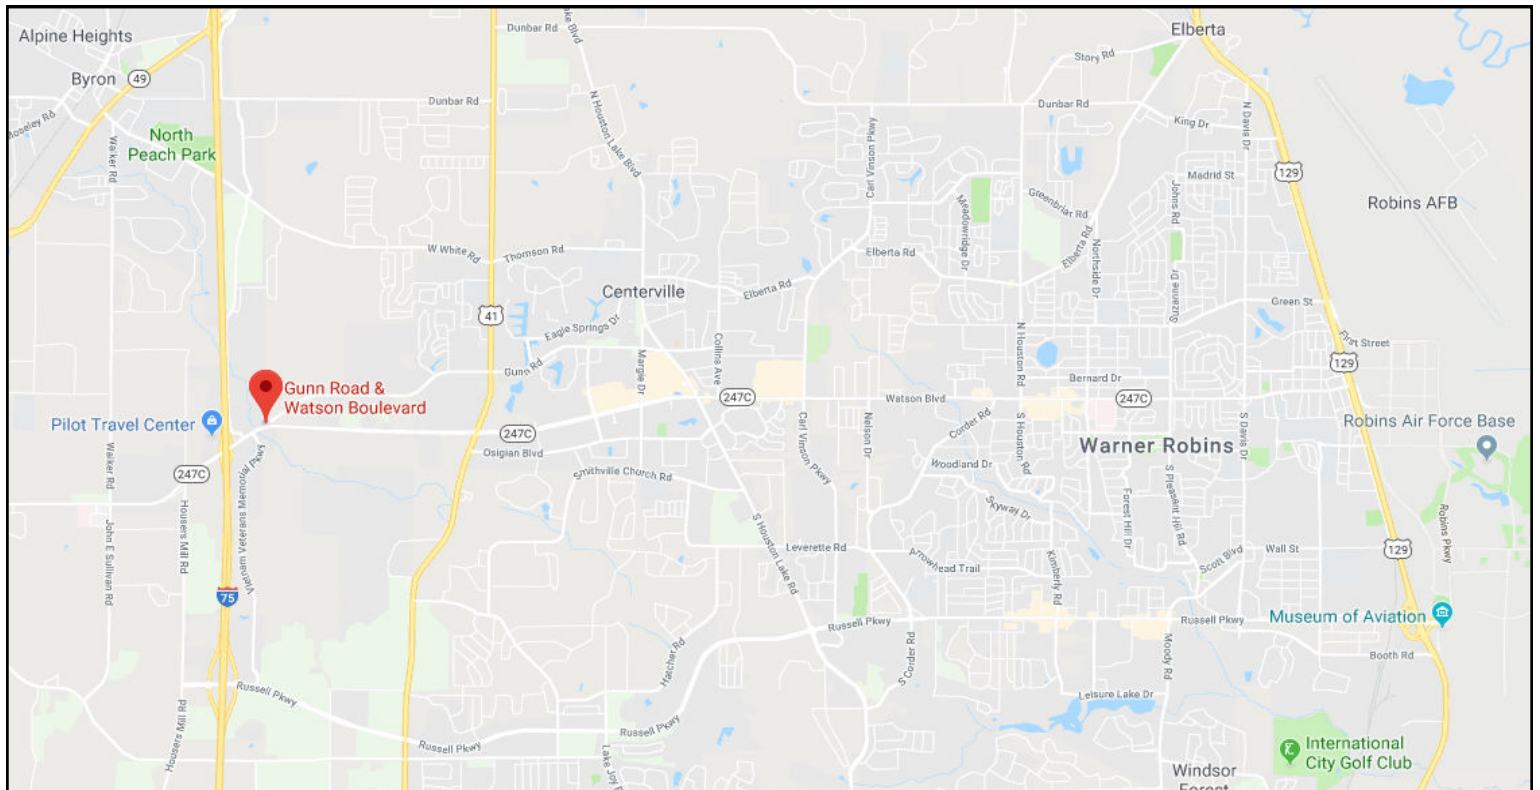 Alpine Heights
Byron
49
Moseley Rd
Walker Rd
North
Peach Park
Dunbar Rd
Dunbar Rd
N Houston Lake Blvd
Carl Vinson Pkwy
Story Rd
Elberta
Dunbar Rd
King Dr
N Davis Dr
129
Madrid St
Johns Rd
Robins AFB
Meadowridge Dr
Greenbriar Rd
Elberta Rd
Northside Dr
Suzanne Dr
W White Rd
Thomson Rd
Elberta Rd
Centerville
Elberta Rd
41
Eagle Springs Dr
Green St
First Street
129
Gunn Rd
Margie Dr
Collins Ave
N Houston Rd
Bernard Dr
Gunn Road &
Watson Boulevard
247C
Watson Blvd
247C
Pilot Travel Center
247C
Osigian Blvd
Carl Vinson Pkwy
Nelson Dr
Corder Rd
S Houston Rd
Warner Robins
S Davis Dr
Robins Air Force Base
Walker Rd
247C
Vietnam Veterans Memorial Pkwy
Smithville Church Rd
Woodland Dr
Skyway Dr
Forest Hill Dr
S Pleasant Hill Rd
Robins Pkwy
John E Sullivan Rd
Housers Mill Rd
S Houston Lake Rd
Leverette Rd
Arrowhead Trail
Kimberly Rd
Scott Blvd
Wall St
129
75
Russell Pkwy
Russell Pkwy
Museum of Aviation
Hatcher Rd
S Corder Rd
Moody Rd
Booth Rd
Russell Pkwy
Leisure Lake Dr
Housers Mill Rd
Russell Pkwy
Russell Pkwy
Lake Joy R
International
City Golf Club
Windsor
Forest